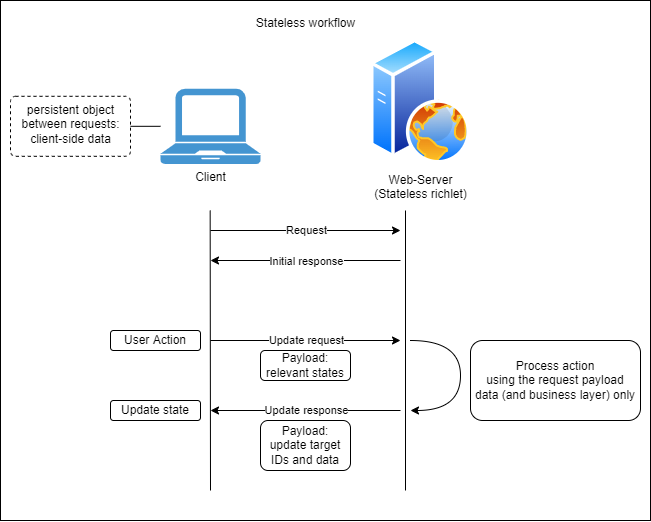 Stateless workflow
persistent object
between requests:
client-side data
Client
Web-Server
(Stateless richlet)
Request
Initial response
User Action
Update request
Payload:
relevant states
Process action
using the request payload
data (and business layer) only
Update state
Update response
Payload:
update target
IDs and data